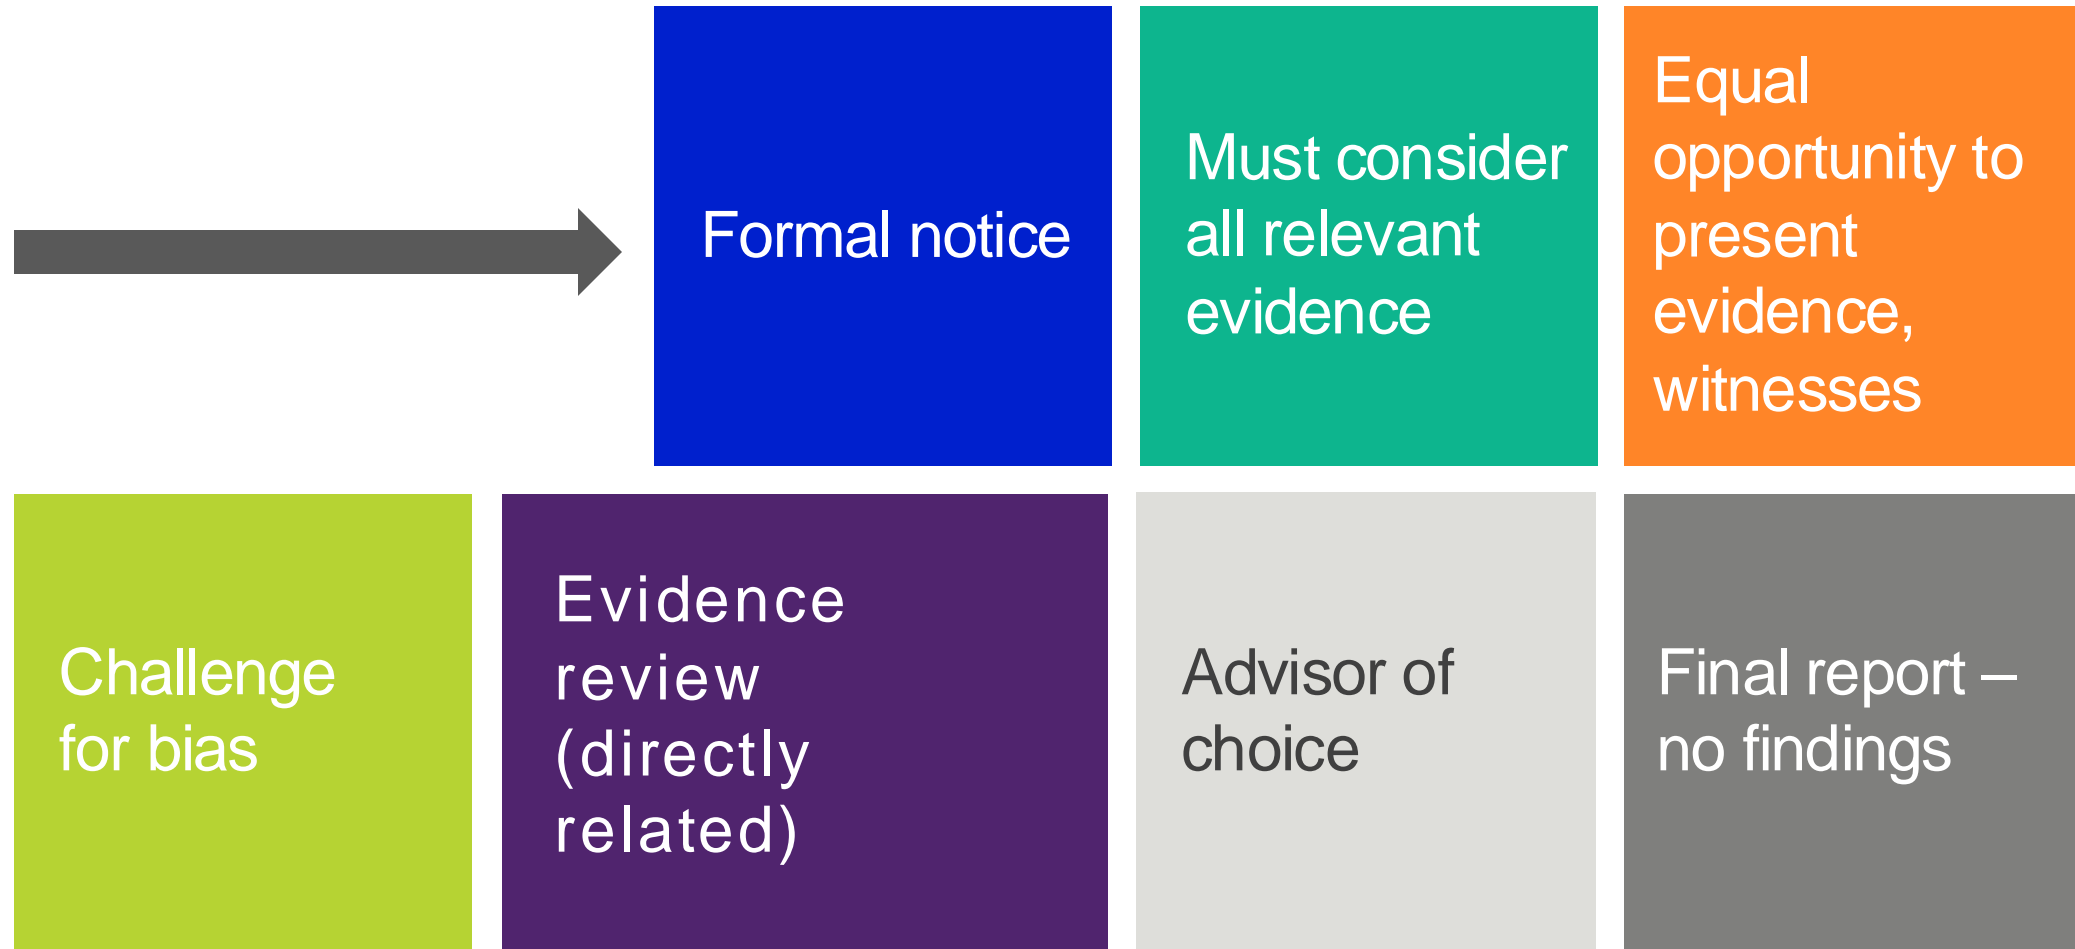 Formal notice
Must consider
all relevant
evidence
Equal
opportunity to
present
evidence,
witnesses
Challenge
for bias
Evidence
review
(directly
related)
Advisor of
choice
Final report –
no findings